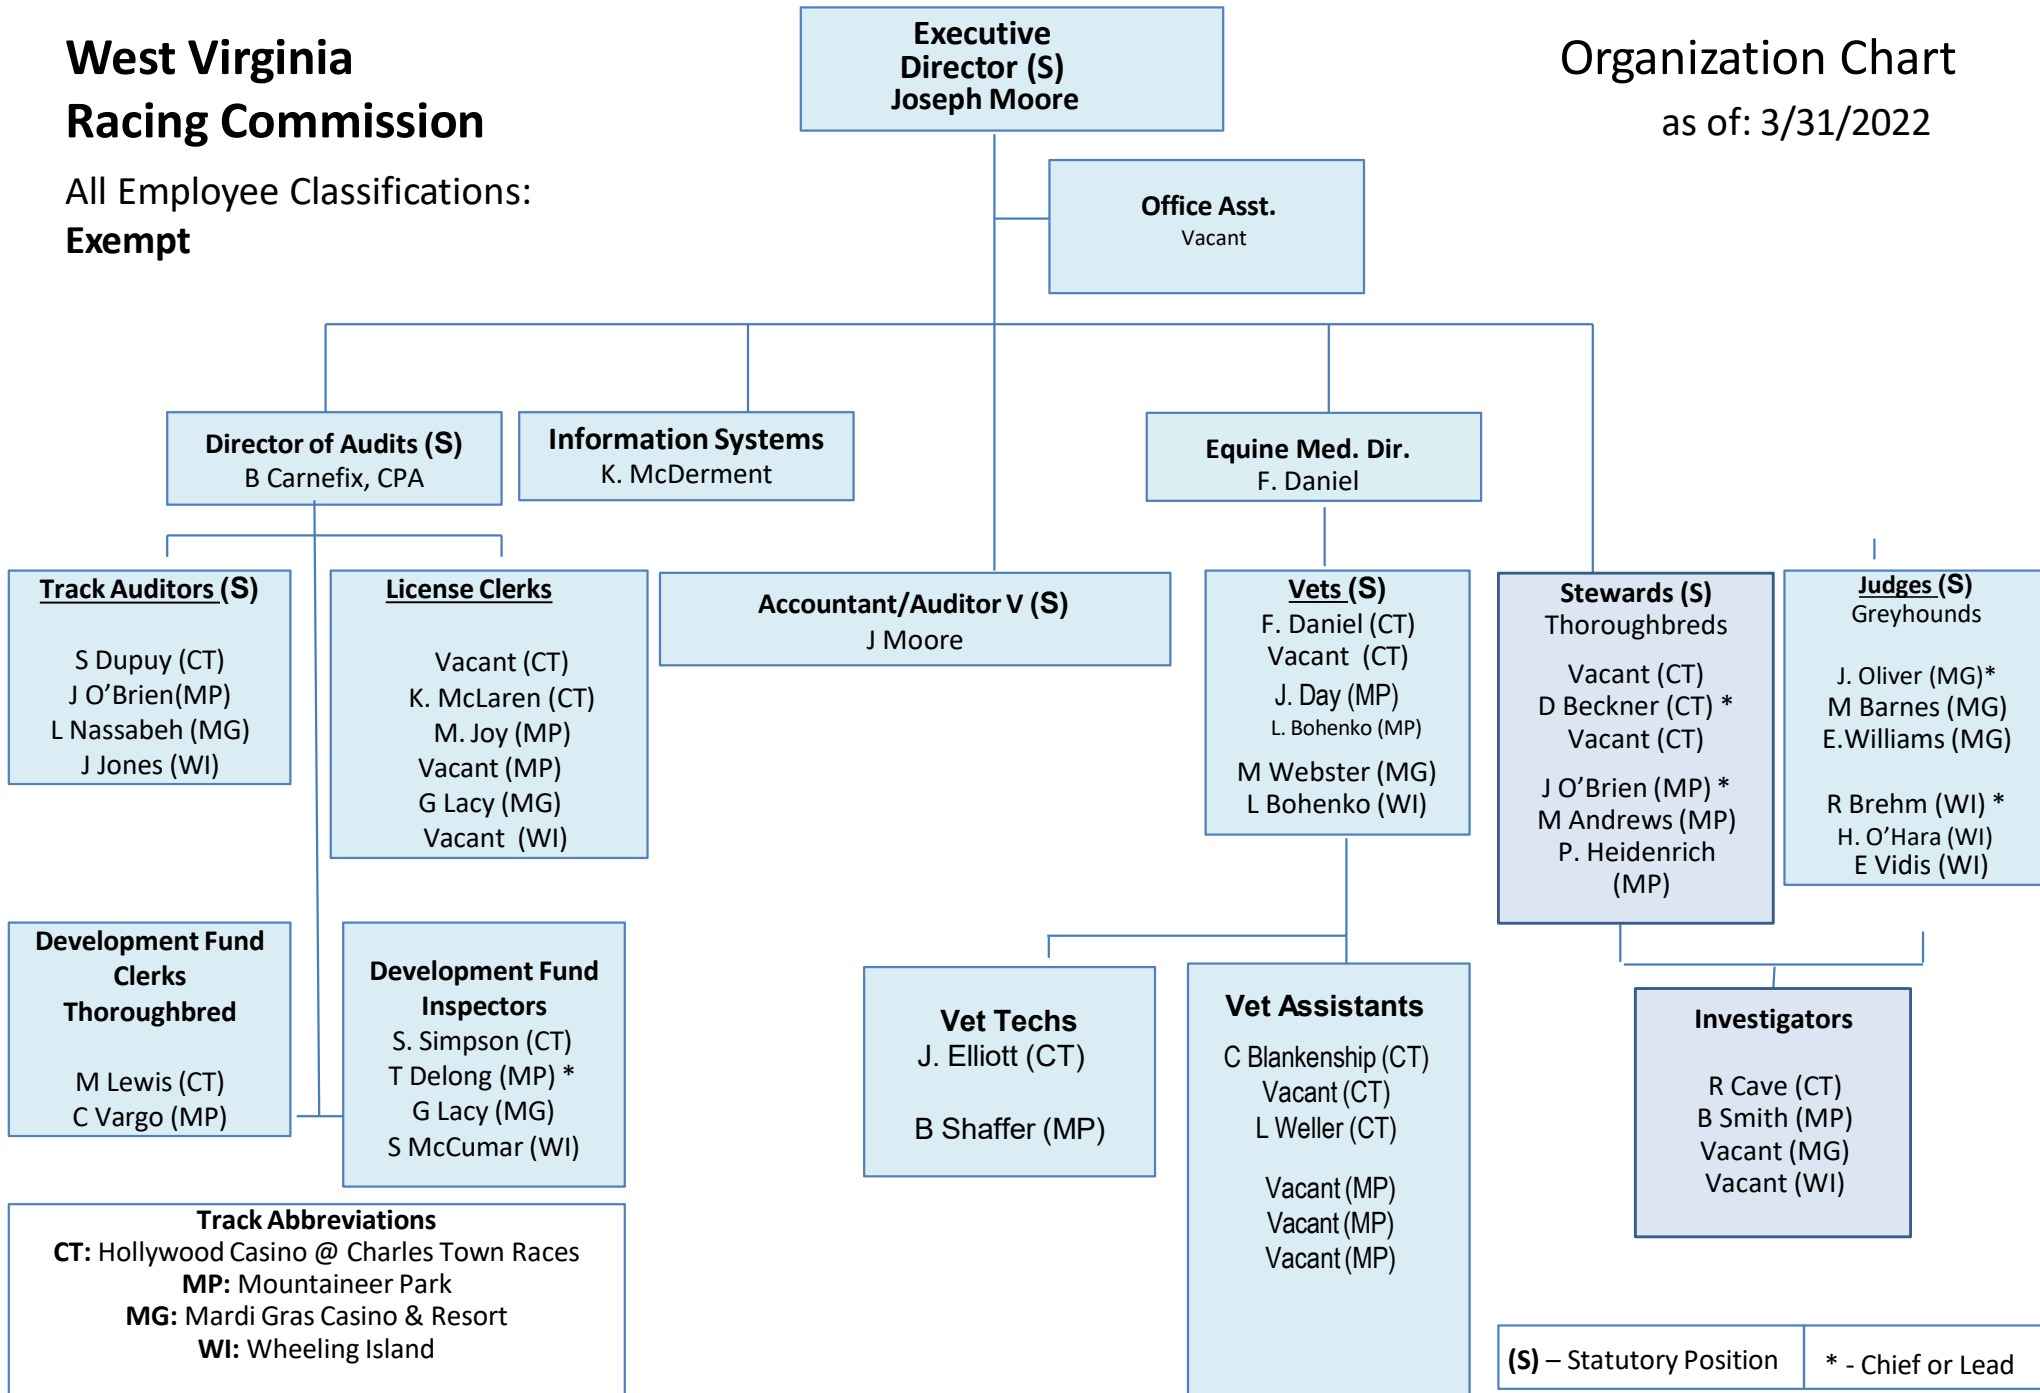 West Virginia
Racing Commission
All Employee Classifications:
Exempt
Executive
Director (S)
Joseph Moore
Organization Chart
as of: 3/31/2022
Office Asst.
Vacant
Director of Audits (S)
B Carnefix, CPA
Information Systems
K. McDerment
Equine Med. Dir.
F. Daniel
Track Auditors (S)
S Dupuy (CT)
J O’Brien(MP)
L Nassabeh (MG)
J Jones (WI)
License Clerks
Vacant (CT)
K. McLaren (CT)
M. Joy (MP)
Vacant (MP)
G Lacy (MG)
Vacant (WI)
Accountant/Auditor V (S)
J Moore
Vets (S)
F. Daniel (CT)
Vacant (CT)
J. Day (MP)
L. Bohenko (MP)
M Webster (MG)
L Bohenko (WI)
Stewards (S)
Thoroughbreds
Vacant (CT)
D Beckner (CT) *
Vacant (CT)
J O’Brien (MP) *
M Andrews (MP)
P. Heidenrich
(MP)
Judges (S)
Greyhounds
J. Oliver (MG)*
M Barnes (MG)
E.Williams (MG)
R Brehm (WI) *
H. O’Hara (WI)
E Vidis (WI)
Development Fund
Clerks
Thoroughbred
M Lewis (CT)
C Vargo (MP)
Development Fund
Inspectors
S. Simpson (CT)
T Delong (MP) *
G Lacy (MG)
S McCumar (WI)
Vet Techs
J. Elliott (CT)
B Shaffer (MP)
Vet Assistants
C Blankenship (CT)
Vacant (CT)
L Weller (CT)
Vacant (MP)
Vacant (MP)
Vacant (MP)
Investigators
R Cave (CT)
B Smith (MP)
Vacant (MG)
Vacant (WI)
Track Abbreviations
CT: Hollywood Casino @ Charles Town Races
MP: Mountaineer Park
MG: Mardi Gras Casino & Resort
WI: Wheeling Island
(S) – Statutory Position
* - Chief or Lead